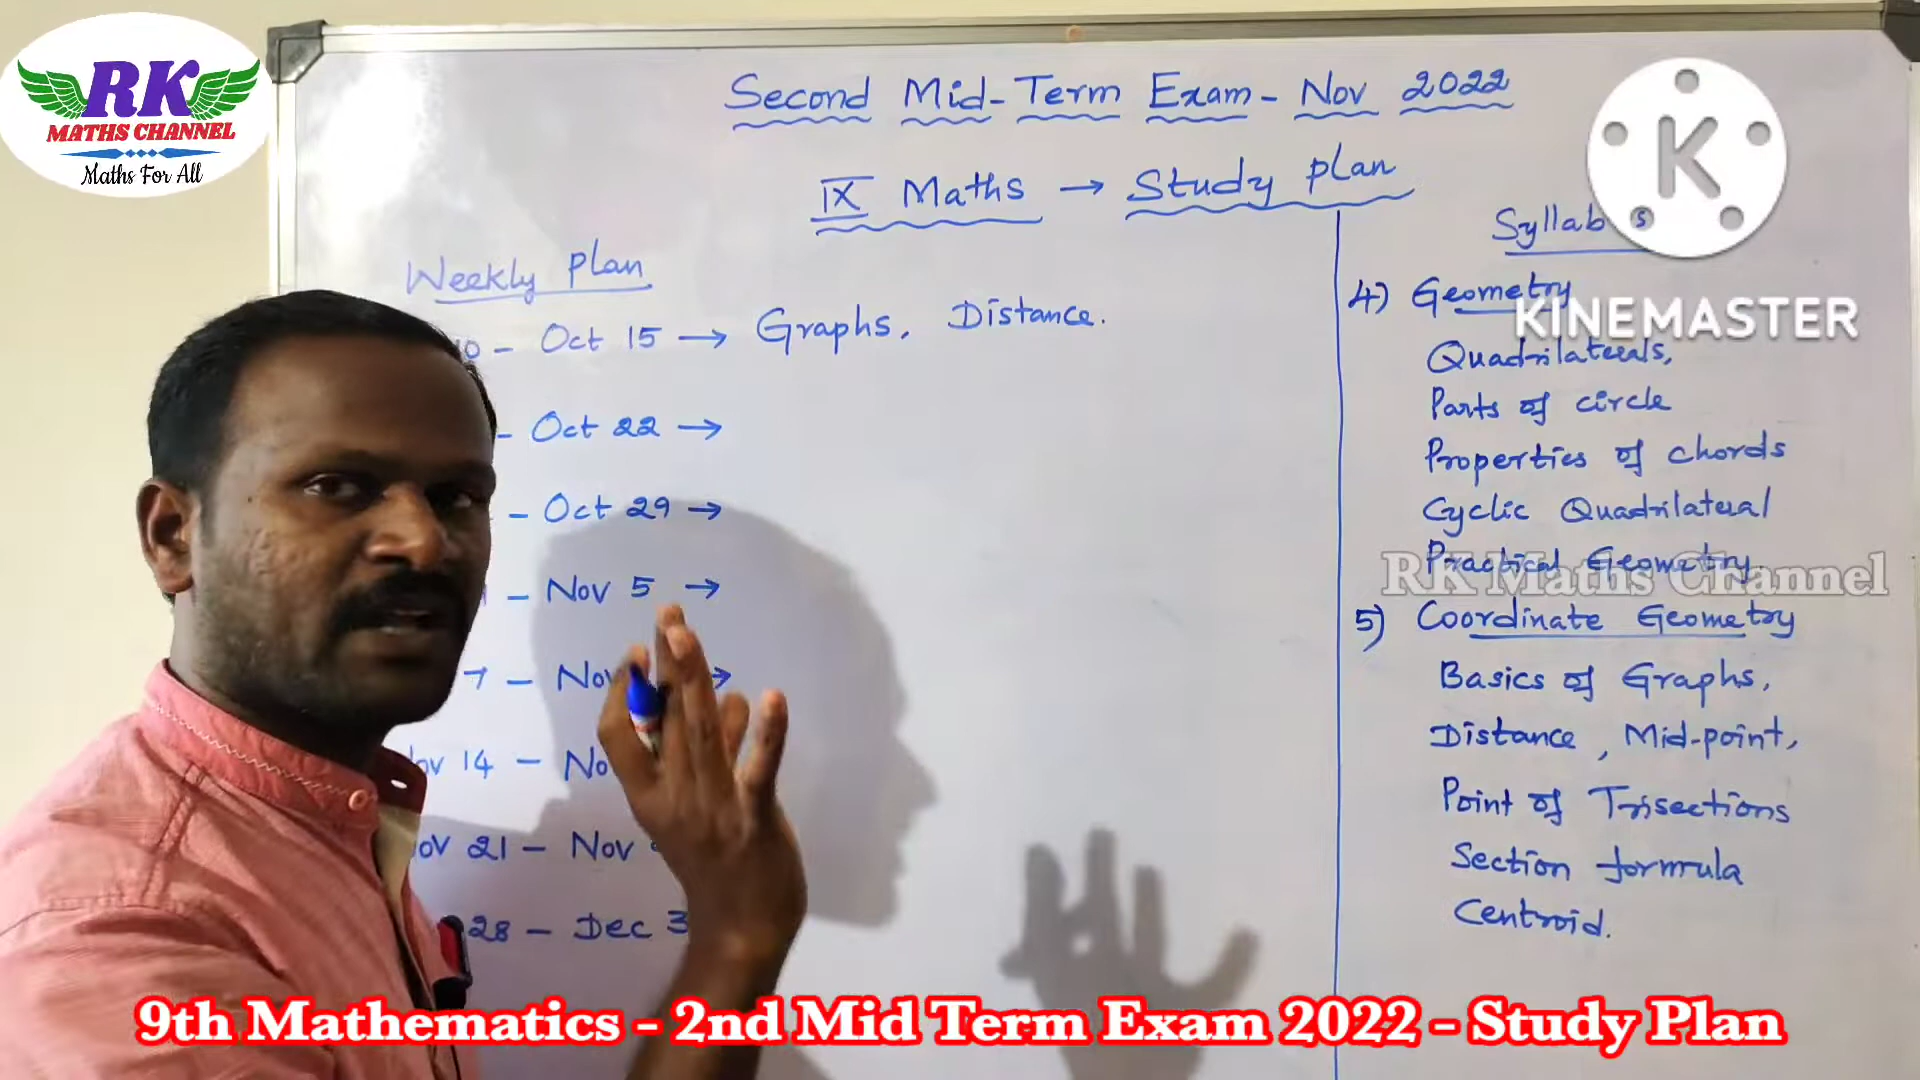 RK
MATHS CHANNEL
Maths For All
Second Mid-Term Exam - Nov 2022
IX Maths → Study plan
Weekly plan
10 - Oct 15 → Graphs, Distance.
- Oct 22 →
- Oct 29 →
- Nov 5 →
7 - Nov →
Nov 14 - No
Nov 21 - Nov
28 - Dec 3
K
KINEMASTER
4) Geometry
Quadrilaterals,
Parts of circle
Properties of chords
Cyclic Quadrilateral
Practical Geometry.
RK Maths Channel
5) Coordinate Geometry
Basics of Graphs,
Distance, Mid-point,
Point of Trisections
Section formula
Centroid.
9th Mathematics - 2nd Mid Term Exam 2022 - Study Plan